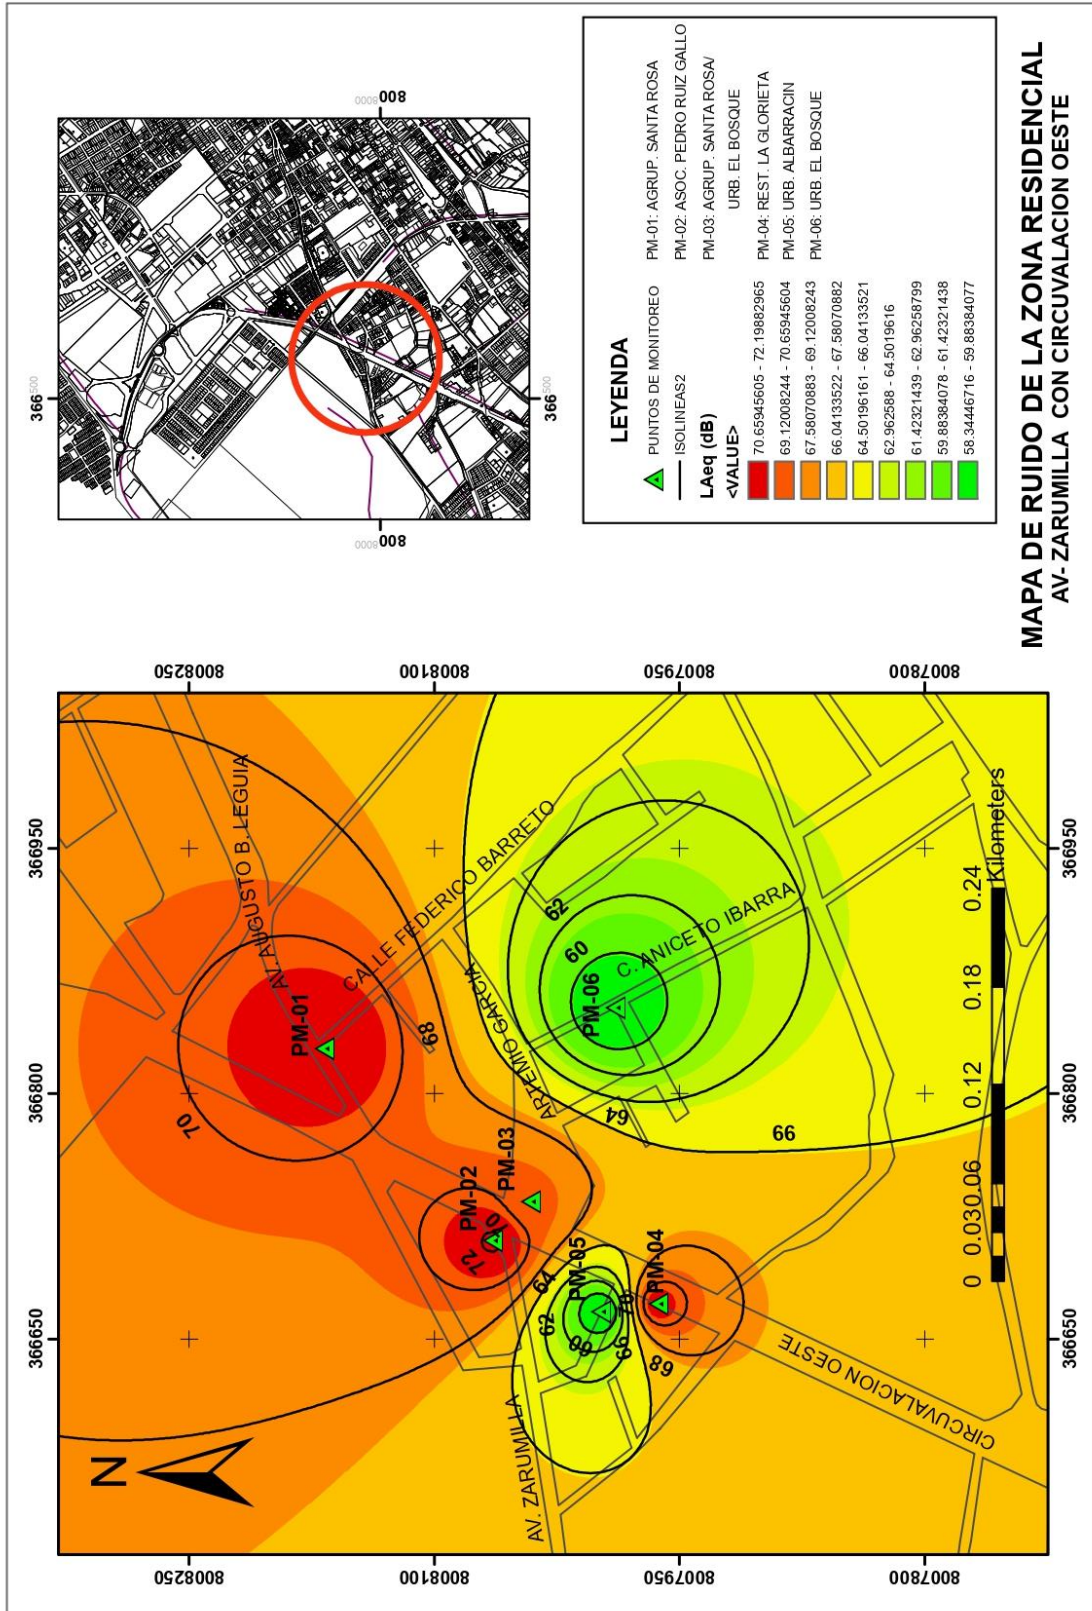 MAPA DE RUIDO DE LA ZONA RESIDENCIAL
AV- ZARUMILLA CON CIRCUVALACION OESTE
LEYENDA
PUNTOS DE MONITOREO
ISOLINEAS2
LAeq (dB)
<VALUE>
70.65945605 - 72.19882965
69.12008244 - 70.65945604
67.58070883 - 69.12008243
66.04133522 - 67.58070882
64.50196161 - 66.04133521
62.962588 - 64.5019616
61.42321439 - 62.96258799
59.88384078 - 61.42321438
58.34446716 - 59.88384077
PM-01: AGRUP. SANTA ROSA
PM-02: ASOC. PEDRO RUIZ GALLO
PM-03: AGRUP. SANTA ROSA/
URB. EL BOSQUE
PM-04: REST. LA GLORIETA
PM-05: URB. ALBARRACIN
PM-06: URB. EL BOSQUE
366500
366500
8000800
8000800
366650
366800
366950
366650
366800
366950
8008250
8008100
8007950
8007800
8008250
8008100
8007950
8007800
N
AV. AUGUSTO B. LEGUIA
CALLE FEDERICO BARRETO
ARTEMIO GARCIA
C. ANICETO IBARRA
AV. ZARUMILLA
CIRCUVALACION OESTE
PM-01
PM-02
PM-03
PM-04
PM-05
PM-06
70
68
72
70
64
62
60
66
70
68
62
60
64
66
0 0.03 0.06 0.12 0.18 0.24
Kilometers